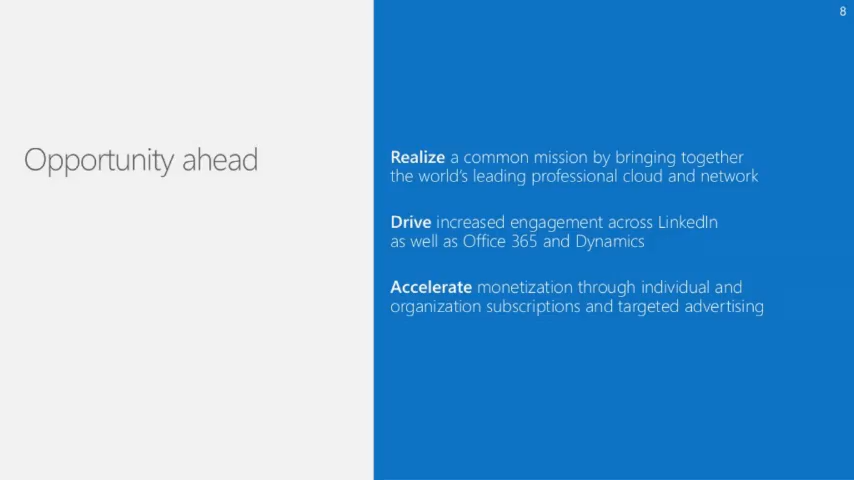 8
Opportunity ahead
Realize a common mission by bringing together
the world's leading professional cloud and network
Drive increased engagement across LinkedIn
as well as Office 365 and Dynamics
Accelerate monetization through individual and
organization subscriptions and targeted advertising